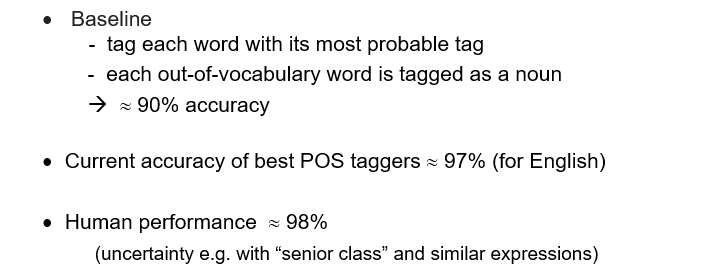 • Baseline
- tag each word with its most probable tag
- each out-of-vocabulary word is tagged as a noun
→ ≈ 90% accuracy
• Current accuracy of best POS taggers ≈ 97% (for English)
• Human performance ≈ 98%
(uncertainty e.g. with “senior class” and similar expressions)